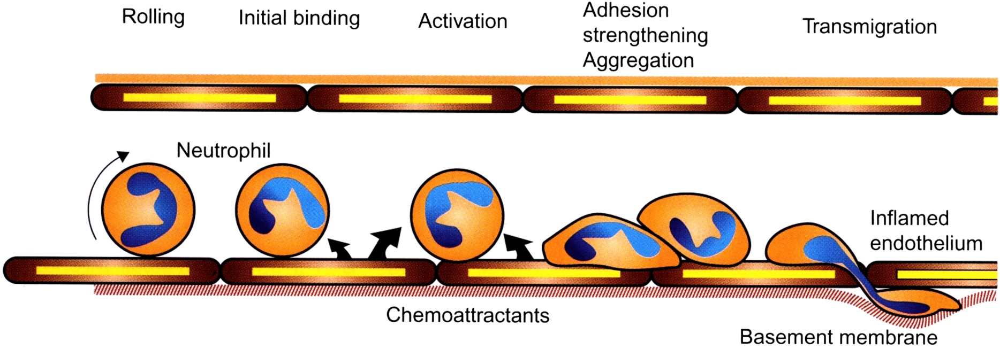 Rolling
Initial binding
Activation
Adhesion
strengthening
Aggregation
Transmigration
Neutrophil
Inflamed
endothelium
Chemoattractants
Basement membrane